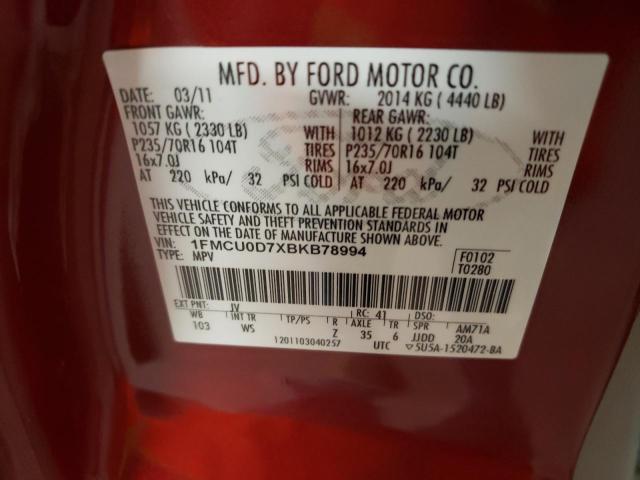 MFD. BY FORD MOTOR CO.
DATE: 03/11 GVWR: 2014 KG ( 4440 LB)
FRONT GAWR: REAR GAWR:
1057 KG ( 2330 LB) WITH 1012 KG ( 2230 LB) WITH
P235/70R16 104T TIRES P235/70R16 104T TIRES
16x7.0J RIMS 16x7.0J RIMS
AT 220 kPa/ 32 PSI COLD AT 220 kPa/ 32 PSI COLD
THIS VEHICLE CONFORMS TO ALL APPLICABLE FEDERAL MOTOR
VEHICLE SAFETY AND THEFT PREVENTION STANDARDS IN
EFFECT ON THE DATE OF MANUFACTURE SHOWN ABOVE.
VIN: 1FMCU0D7XBKB78994 F0102
TYPE: MPV T0280
EXT PNT: JV RC: 41 DSO:
WB INT TR TP/PS R AXLE TR SPR AM71A
103 WS Z 35 6 JJDD 20A
1201103040257 UTC ▽5U5A-1520472-BA